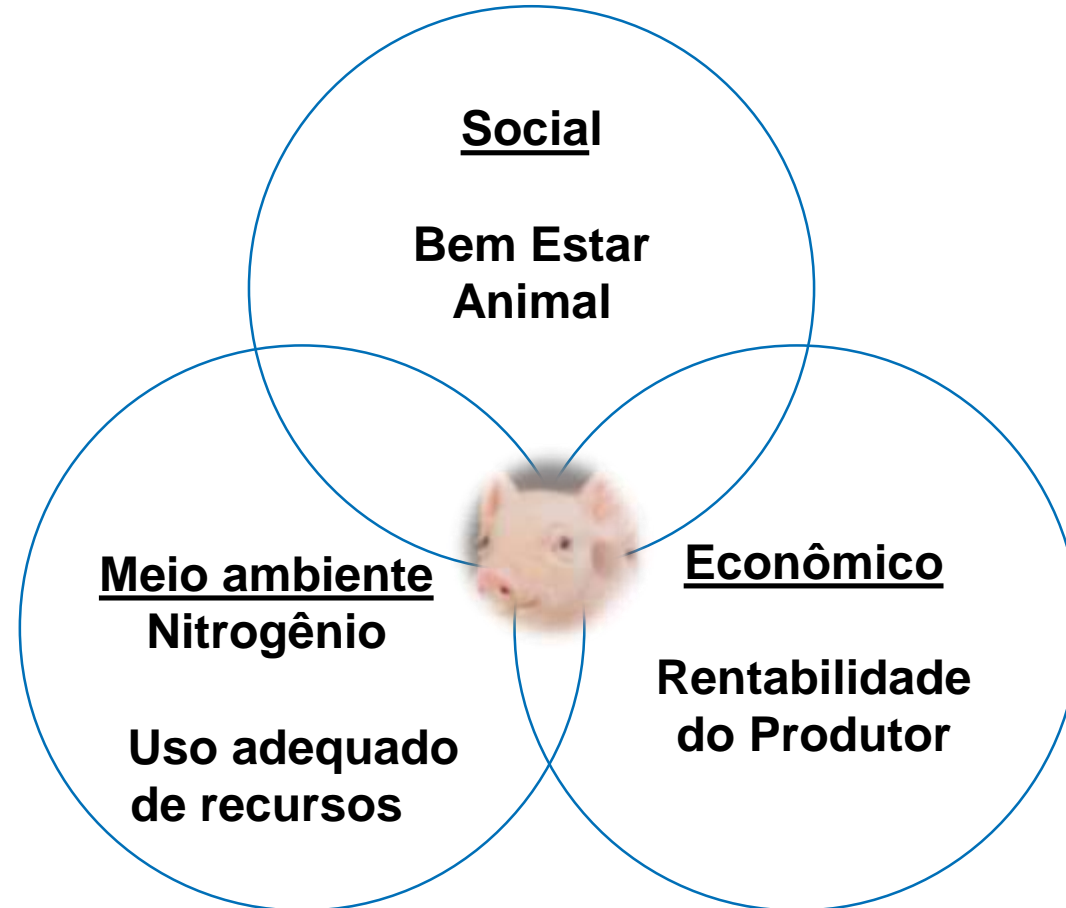 Social
Bem Estar
Animal
Meio ambiente
Nitrogênio
Uso adequado
de recursos
Econômico
Rentabilidade
do Produtor